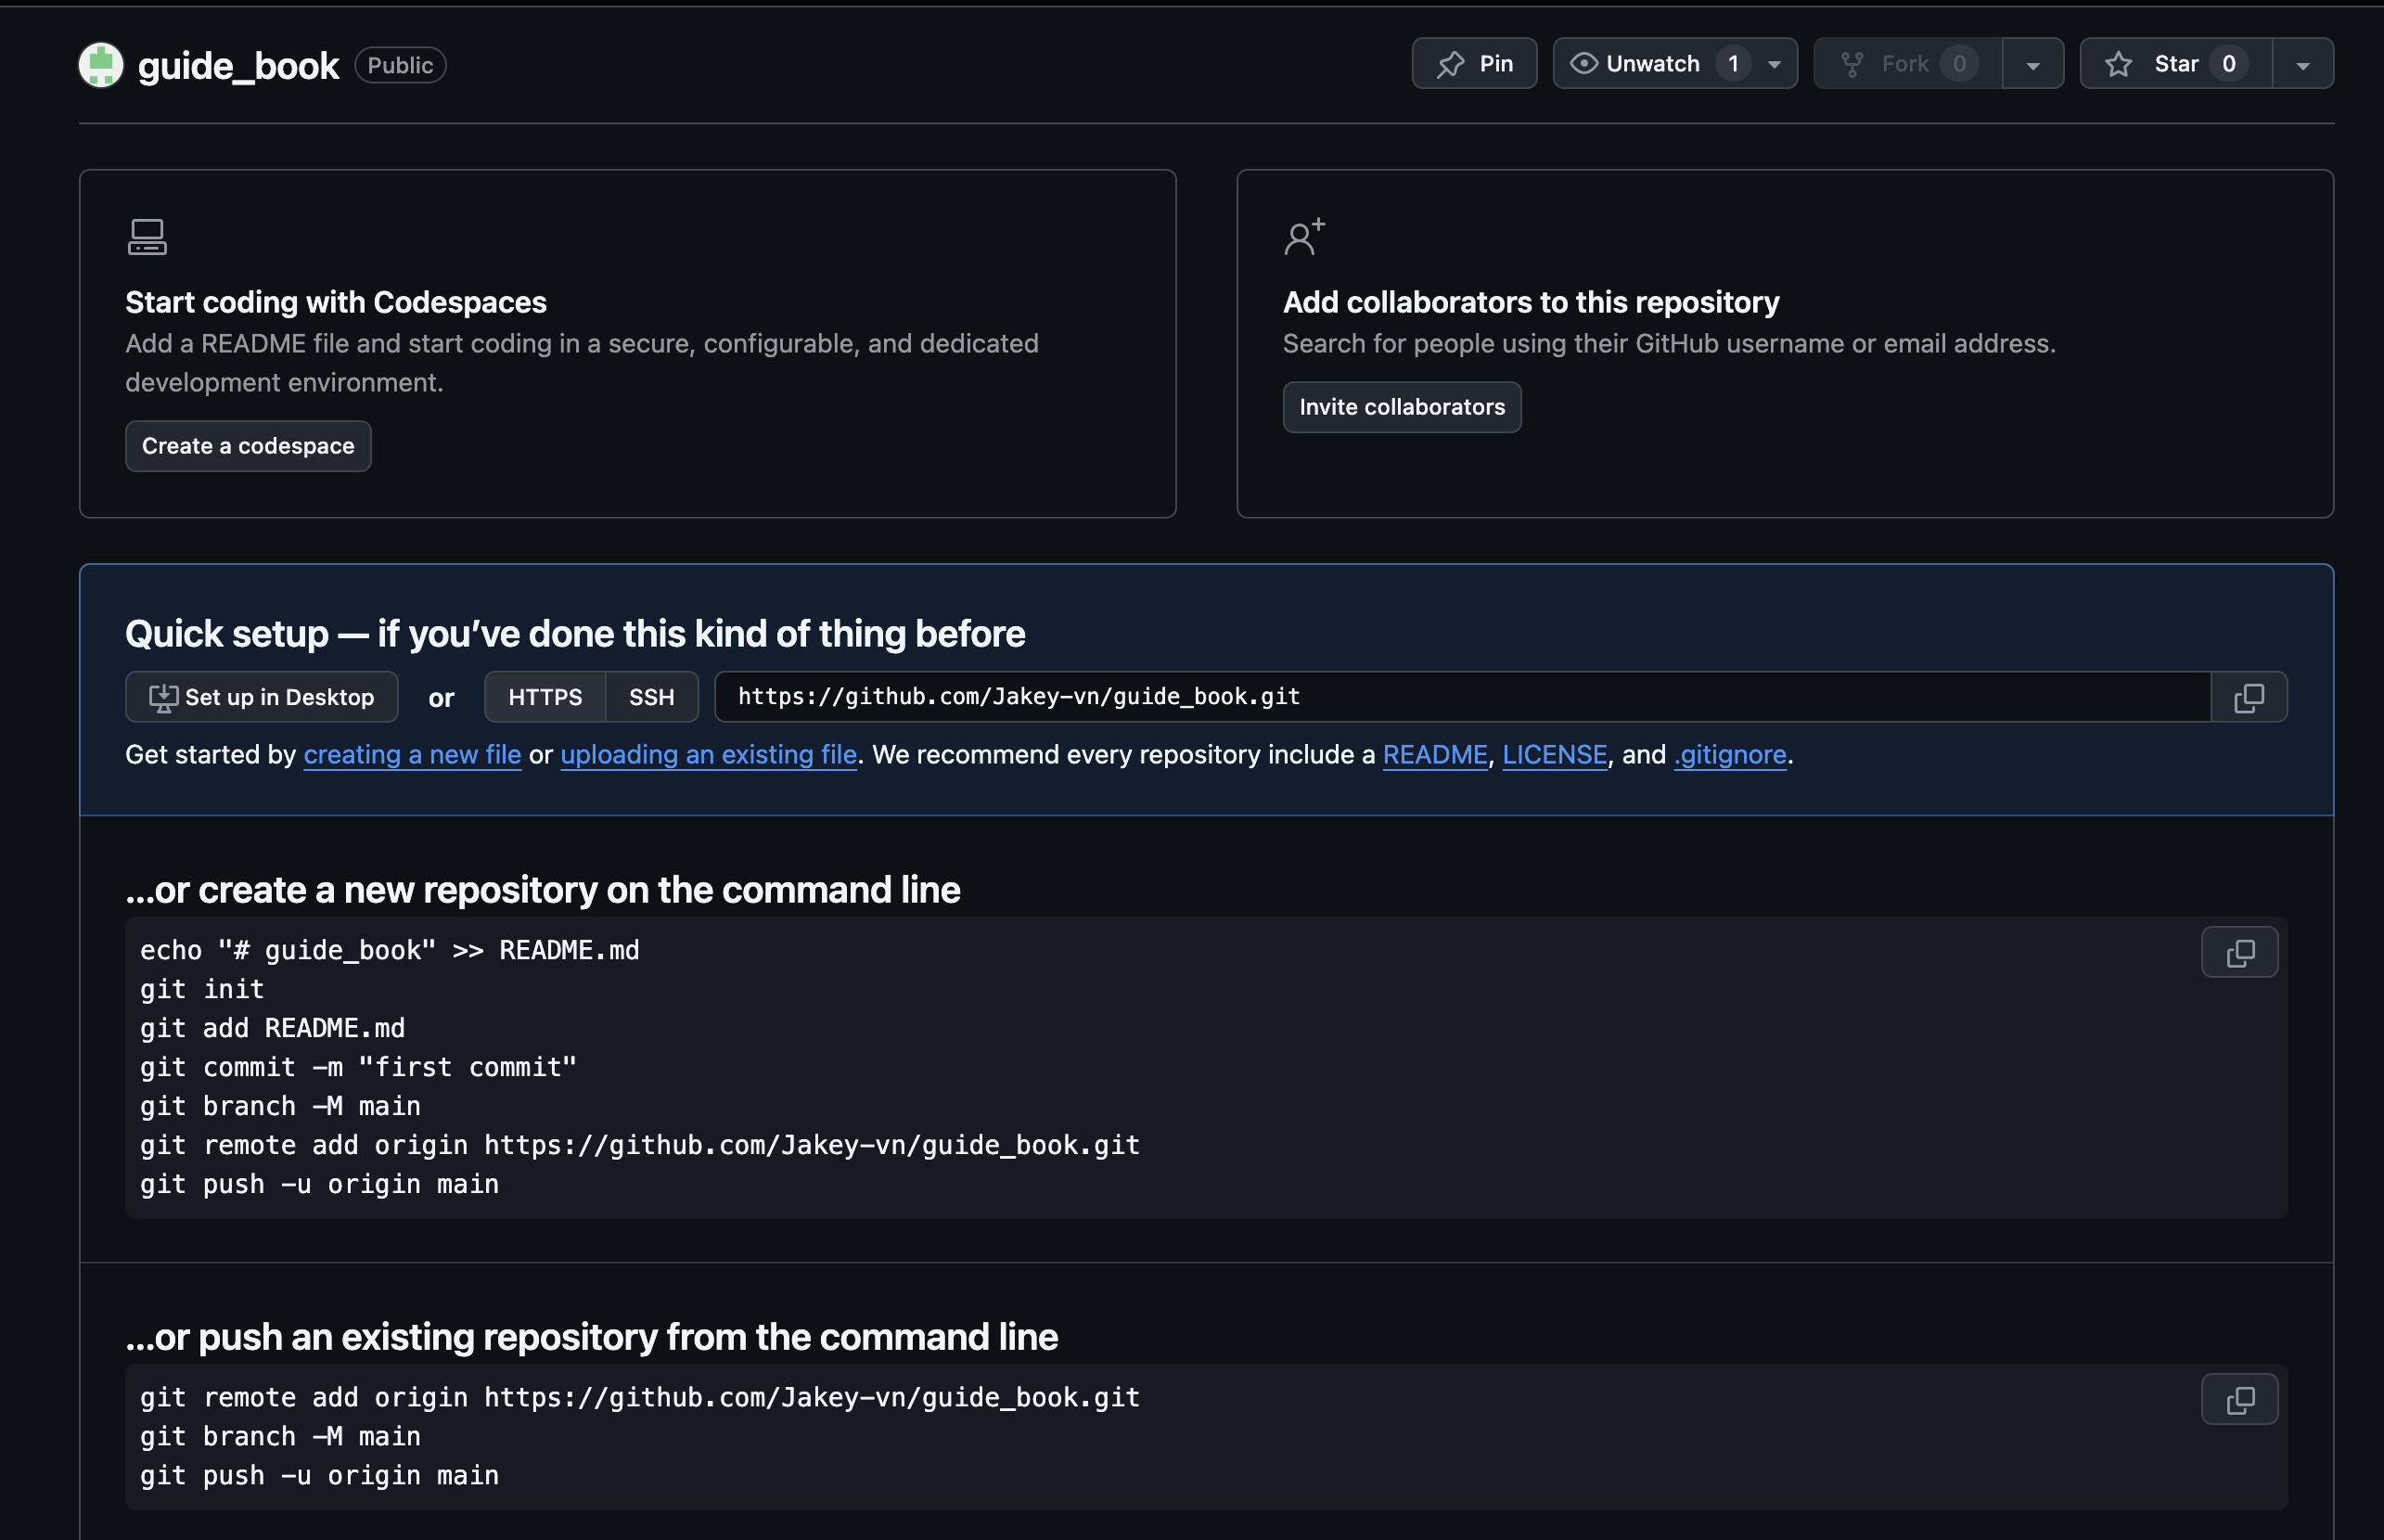 guide_book Public
Pin
Unwatch 1
Fork 0
Star 0
Start coding with Codespaces
Add a README file and start coding in a secure, configurable, and dedicated
development environment.
Create a codespace
Add collaborators to this repository
Search for people using their GitHub username or email address.
Invite collaborators
Quick setup — if you’ve done this kind of thing before
Set up in Desktop or HTTPS SSH https://github.com/Jakey-vn/guide_book.git
Get started by creating a new file or uploading an existing file. We recommend every repository include a README, LICENSE, and .gitignore.
…or create a new repository on the command line
echo "# guide_book" >> README.md
git init
git add README.md
git commit -m "first commit"
git branch -M main
git remote add origin https://github.com/Jakey-vn/guide_book.git
git push -u origin main
…or push an existing repository from the command line
git remote add origin https://github.com/Jakey-vn/guide_book.git
git branch -M main
git push -u origin main